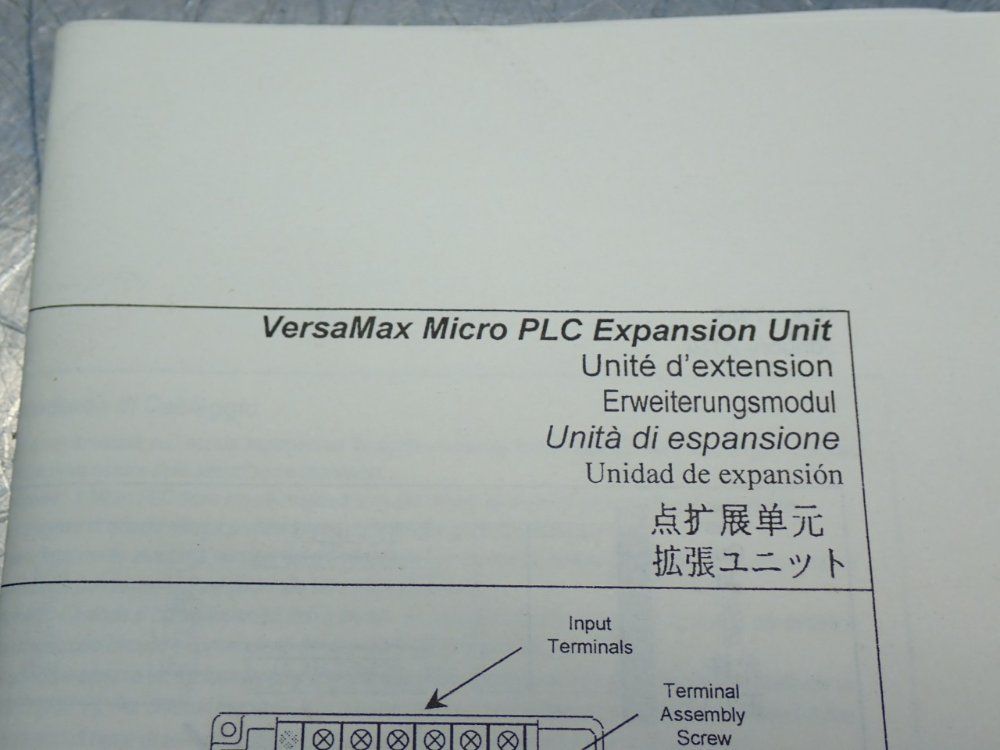 VersaMax Micro PLC Expansion Unit
Unité d'extension
Erweiterungsmodul
Unità di espansione
Unidad de expansión
点扩展单元
拡張ユニット
Input
Terminals
Terminal
Assembly
Screw